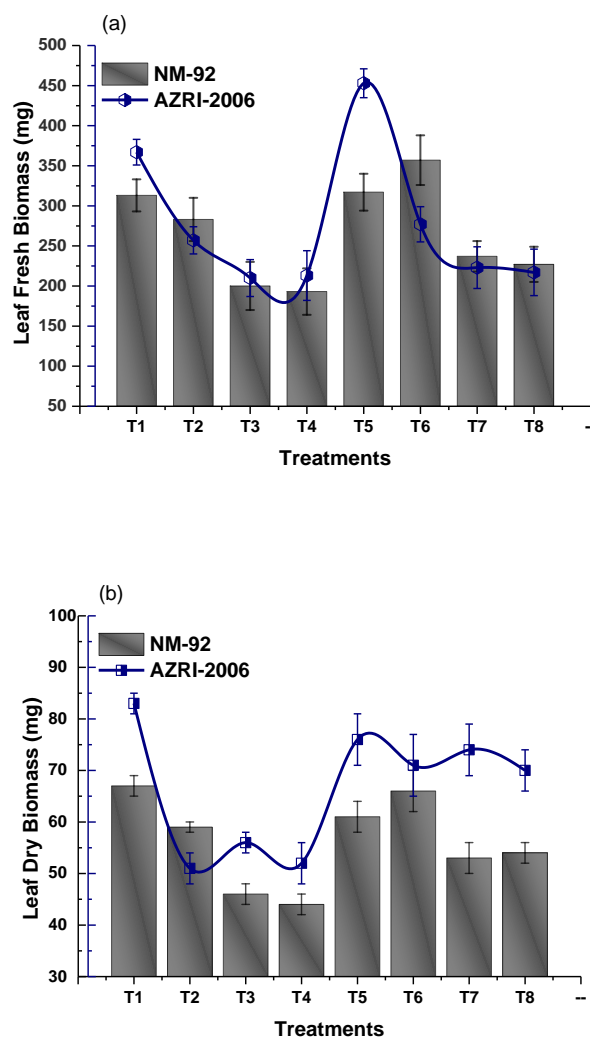 (a)
500
450
400
350
300
250
200
150
100
50
Leaf Fresh Biomass (mg)
NM-92
AZRI-2006
T1 T2 T3 T4 T5 T6 T7 T8 --
Treatments
(b)
100
90
80
70
60
50
40
30
Leaf Dry Biomass (mg)
NM-92
AZRI-2006
T1 T2 T3 T4 T5 T6 T7 T8 --
Treatments